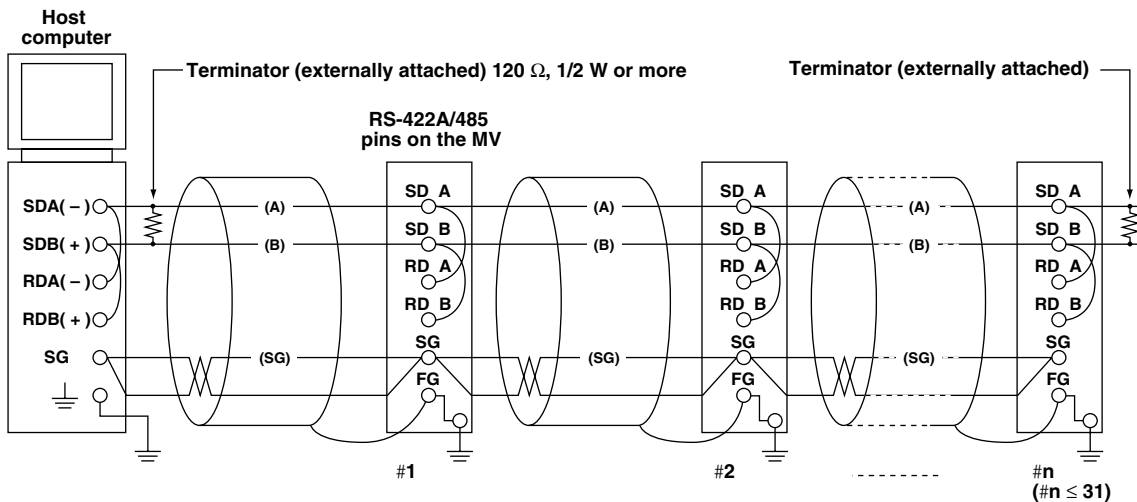 Host
computer
Terminator (externally attached) 120 Ω, 1/2 W or more
Terminator (externally attached)
RS-422A/485
pins on the MV
SDA( – )
SDB( + )
RDA( – )
RDB( + )
SG
(A)
(B)
(SG)
SD A
SD B
RD A
RD B
SG
FG
#1
(A)
(B)
(SG)
SD A
SD B
RD A
RD B
SG
FG
#2
(A)
(B)
(SG)
SD A
SD B
RD A
RD B
SG
FG
#n
(#n ≤ 31)